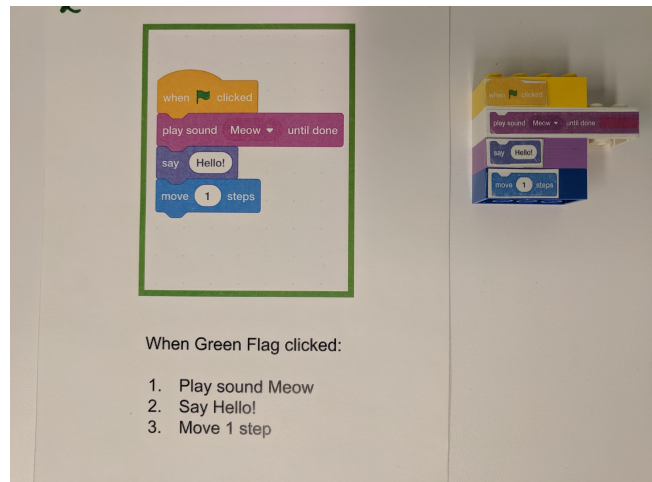 when clicked
play sound Meow until done
say Hello!
move 1 steps
When Green Flag clicked:
1. Play sound Meow
2. Say Hello!
3. Move 1 step
when clicked
play sound Meow until done
say Hello!
move 1 steps